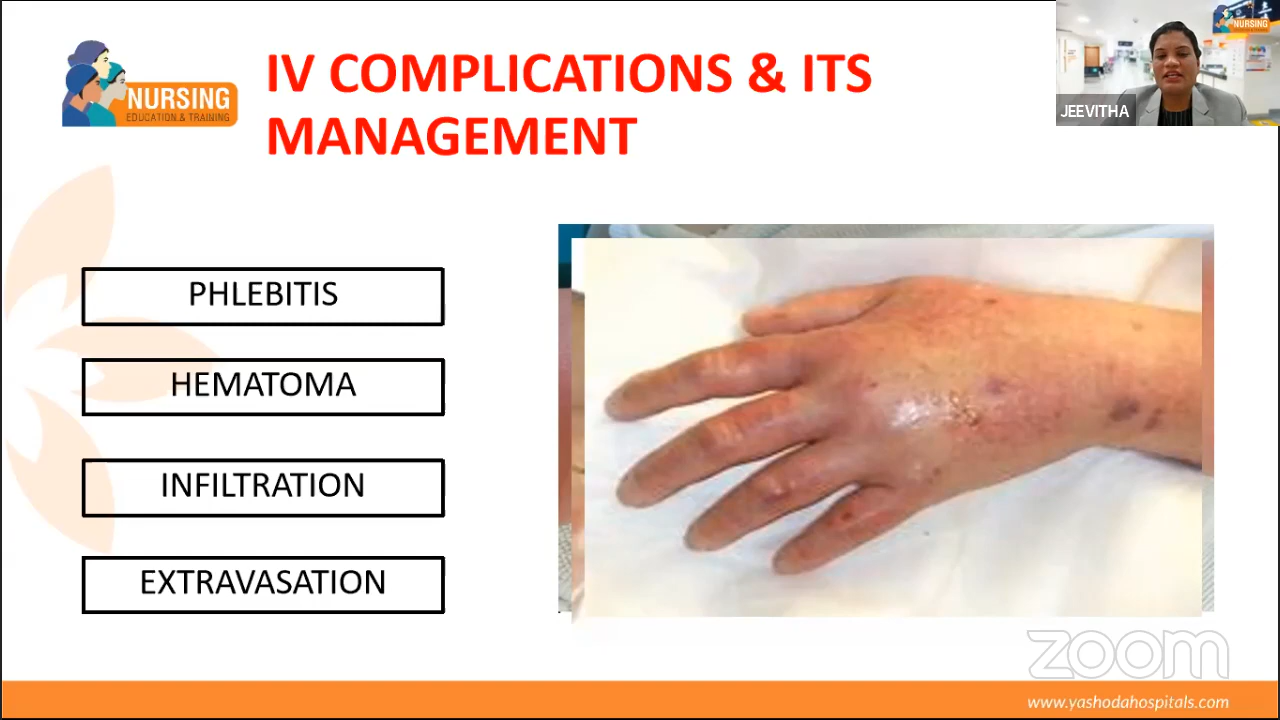 NURSING
EDUCATION & TRAINING
IV COMPLICATIONS & ITS
MANAGEMENT
NURSING
JEEVITHA
PHLEBITIS
HEMATOMA
INFILTRATION
EXTRAVASATION
zoom
www.yashodahospitals.com